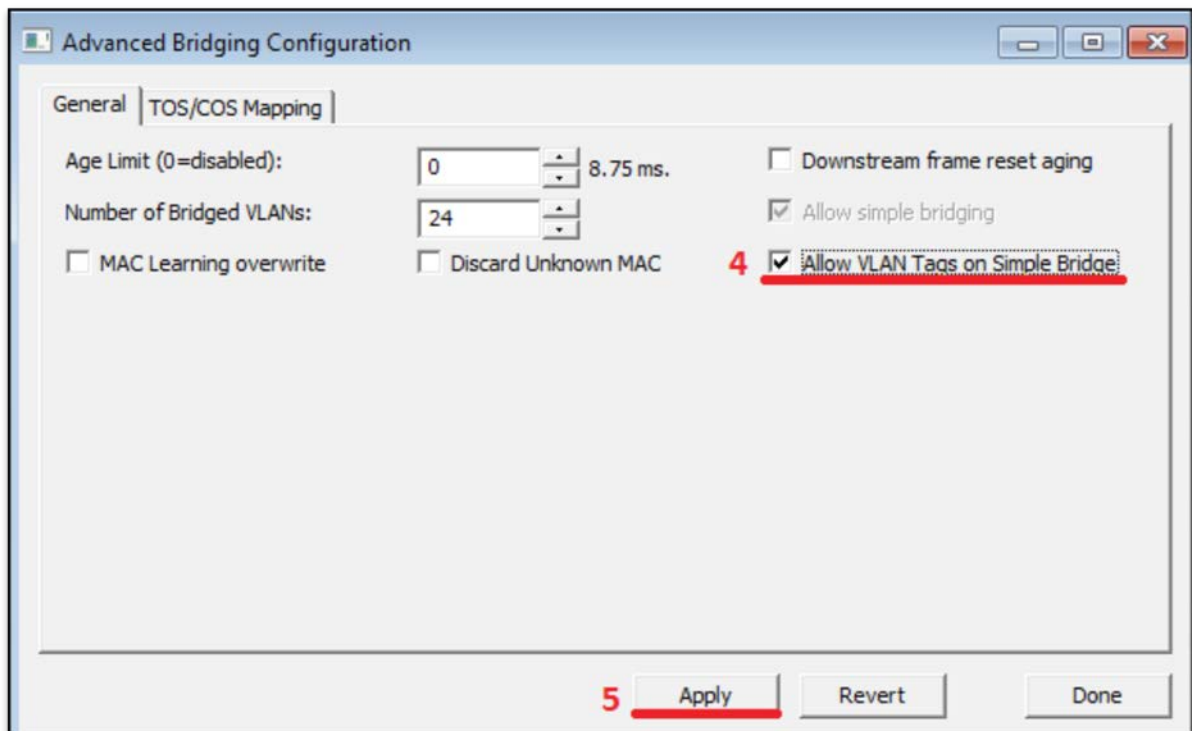 Advanced Bridging Configuration
General TOS/COS Mapping
Age Limit (0=disabled): 0 8.75 ms. Downstream frame reset aging
Number of Bridged VLANs: 24 Allow simple bridging
MAC Learning overwrite Discard Unknown MAC 4 Allow VLAN Tags on Simple Bridge
5 Apply Revert Done